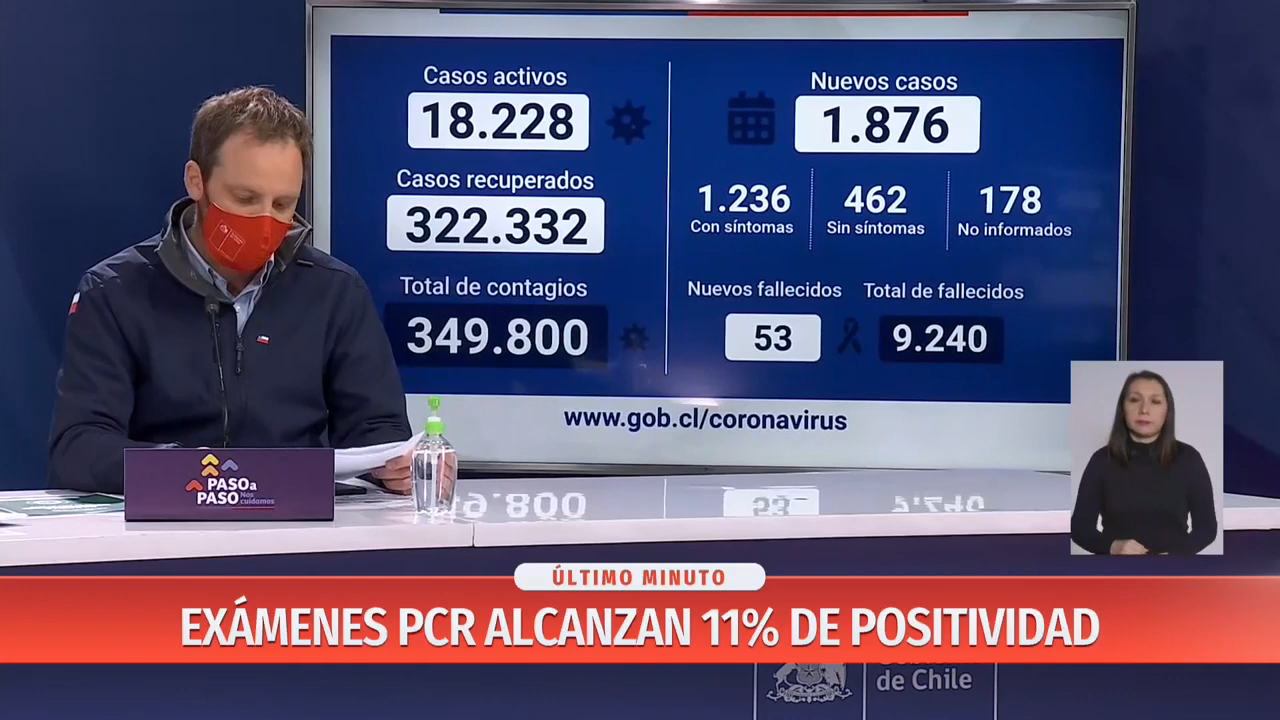 Casos activos
18.228
Casos recuperados
322.332
Total de contagios
349.800
Nuevos casos
1.876
1.236
Con síntomas
462
Sin síntomas
178
No informados
Nuevos fallecidos
53
Total de fallecidos
9.240
www.gob.cl/coronavirus
PASO a
PASO Nos
cuidamos
ÚLTIMO MINUTO
EXÁMENES PCR ALCANZAN 11% DE POSITIVIDAD
de Chile